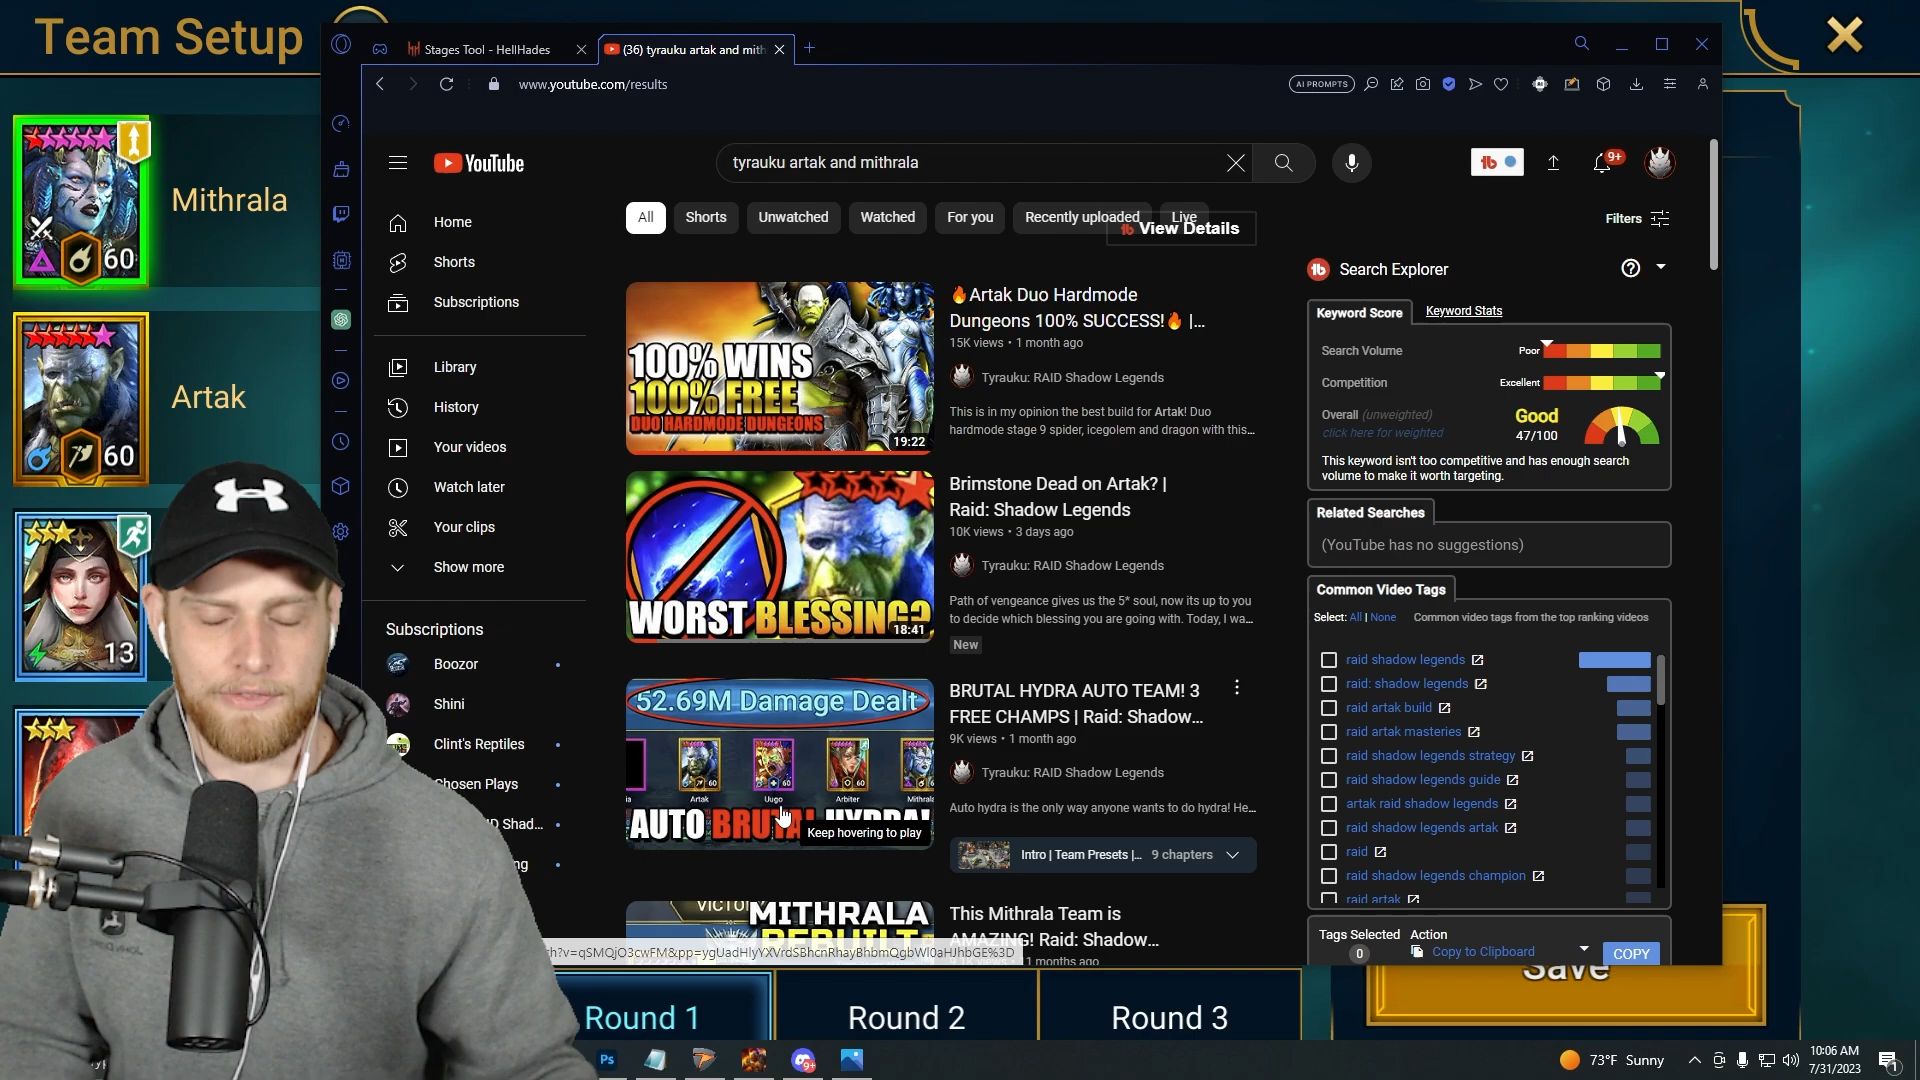 Team Setup
Mithrala
60
Artak
60
13
Stages Tool - HellHades
(36) tyrauku artak and mith
www.youtube.com/results
AI PROMPTS
YouTube
tyrauku artak and mithrala
9+
All
Shorts
Unwatched
Watched
For you
Recently uploaded
Live
View Details
Filters
Home
Shorts
Subscriptions
Library
History
Your videos
Watch later
Your clips
Show more
Subscriptions
Boozor
Shini
Clint's Reptiles
Chosen Plays
D Shad...
ng
100% WINS
100% FREE
DUO HARDMODE DUNGEONS
19:22
🔥Artak Duo Hardmode
Dungeons 100% SUCCESS!🔥 |...
15K views • 1 month ago
Tyrauku: RAID Shadow Legends
This is in my opinion the best build for Artak! Duo
hardmode stage 9 spider, icegolem and dragon with this...
WORST BLESSING?
18:41
Brimstone Dead on Artak? |
Raid: Shadow Legends
10K views • 3 days ago
Tyrauku: RAID Shadow Legends
Path of vengeance gives us the 5* soul, now its up to you
to decide which blessing you are going with. Today, I wa...
New
52.69M Damage Dealt
Artak
Uugo
Arbiter
Mithrala
AUTO BRUTAL HYDRA!
Keep hovering to play
BRUTAL HYDRA AUTO TEAM! 3
FREE CHAMPS | Raid: Shadow...
9K views • 1 month ago
Tyrauku: RAID Shadow Legends
Auto hydra is the only way anyone wants to do hydra! He...
Intro | Team Presets |...
9 chapters
MITHRALA
REBUILT
This Mithrala Team is
AMAZING! Raid: Shadow...
11 months ago
h?v=qSMQjO3cwFM&pp=ygUadHlyYXVrdSBhcnRhayBhbmQgbWl0aHJhbGE%3D
Search Explorer
Keyword Score
Keyword Stats
Search Volume
Poor
Competition
Excellent
Overall (unweighted)
click here for weighted
Good
47/100
This keyword isn't too competitive and has enough search
volume to make it worth targeting.
Related Searches
(YouTube has no suggestions)
Common Video Tags
Select: All | None
Common video tags from the top ranking videos
raid shadow legends
raid: shadow legends
raid artak build
raid artak masteries
raid shadow legends strategy
raid shadow legends guide
artak raid shadow legends
raid shadow legends artak
raid
raid shadow legends champion
raid artak
Tags Selected
0
Action
Copy to Clipboard
COPY
Save
Round 1
Round 2
Round 3
Ps
9+
73°F Sunny
10:06 AM
7/31/2023
1